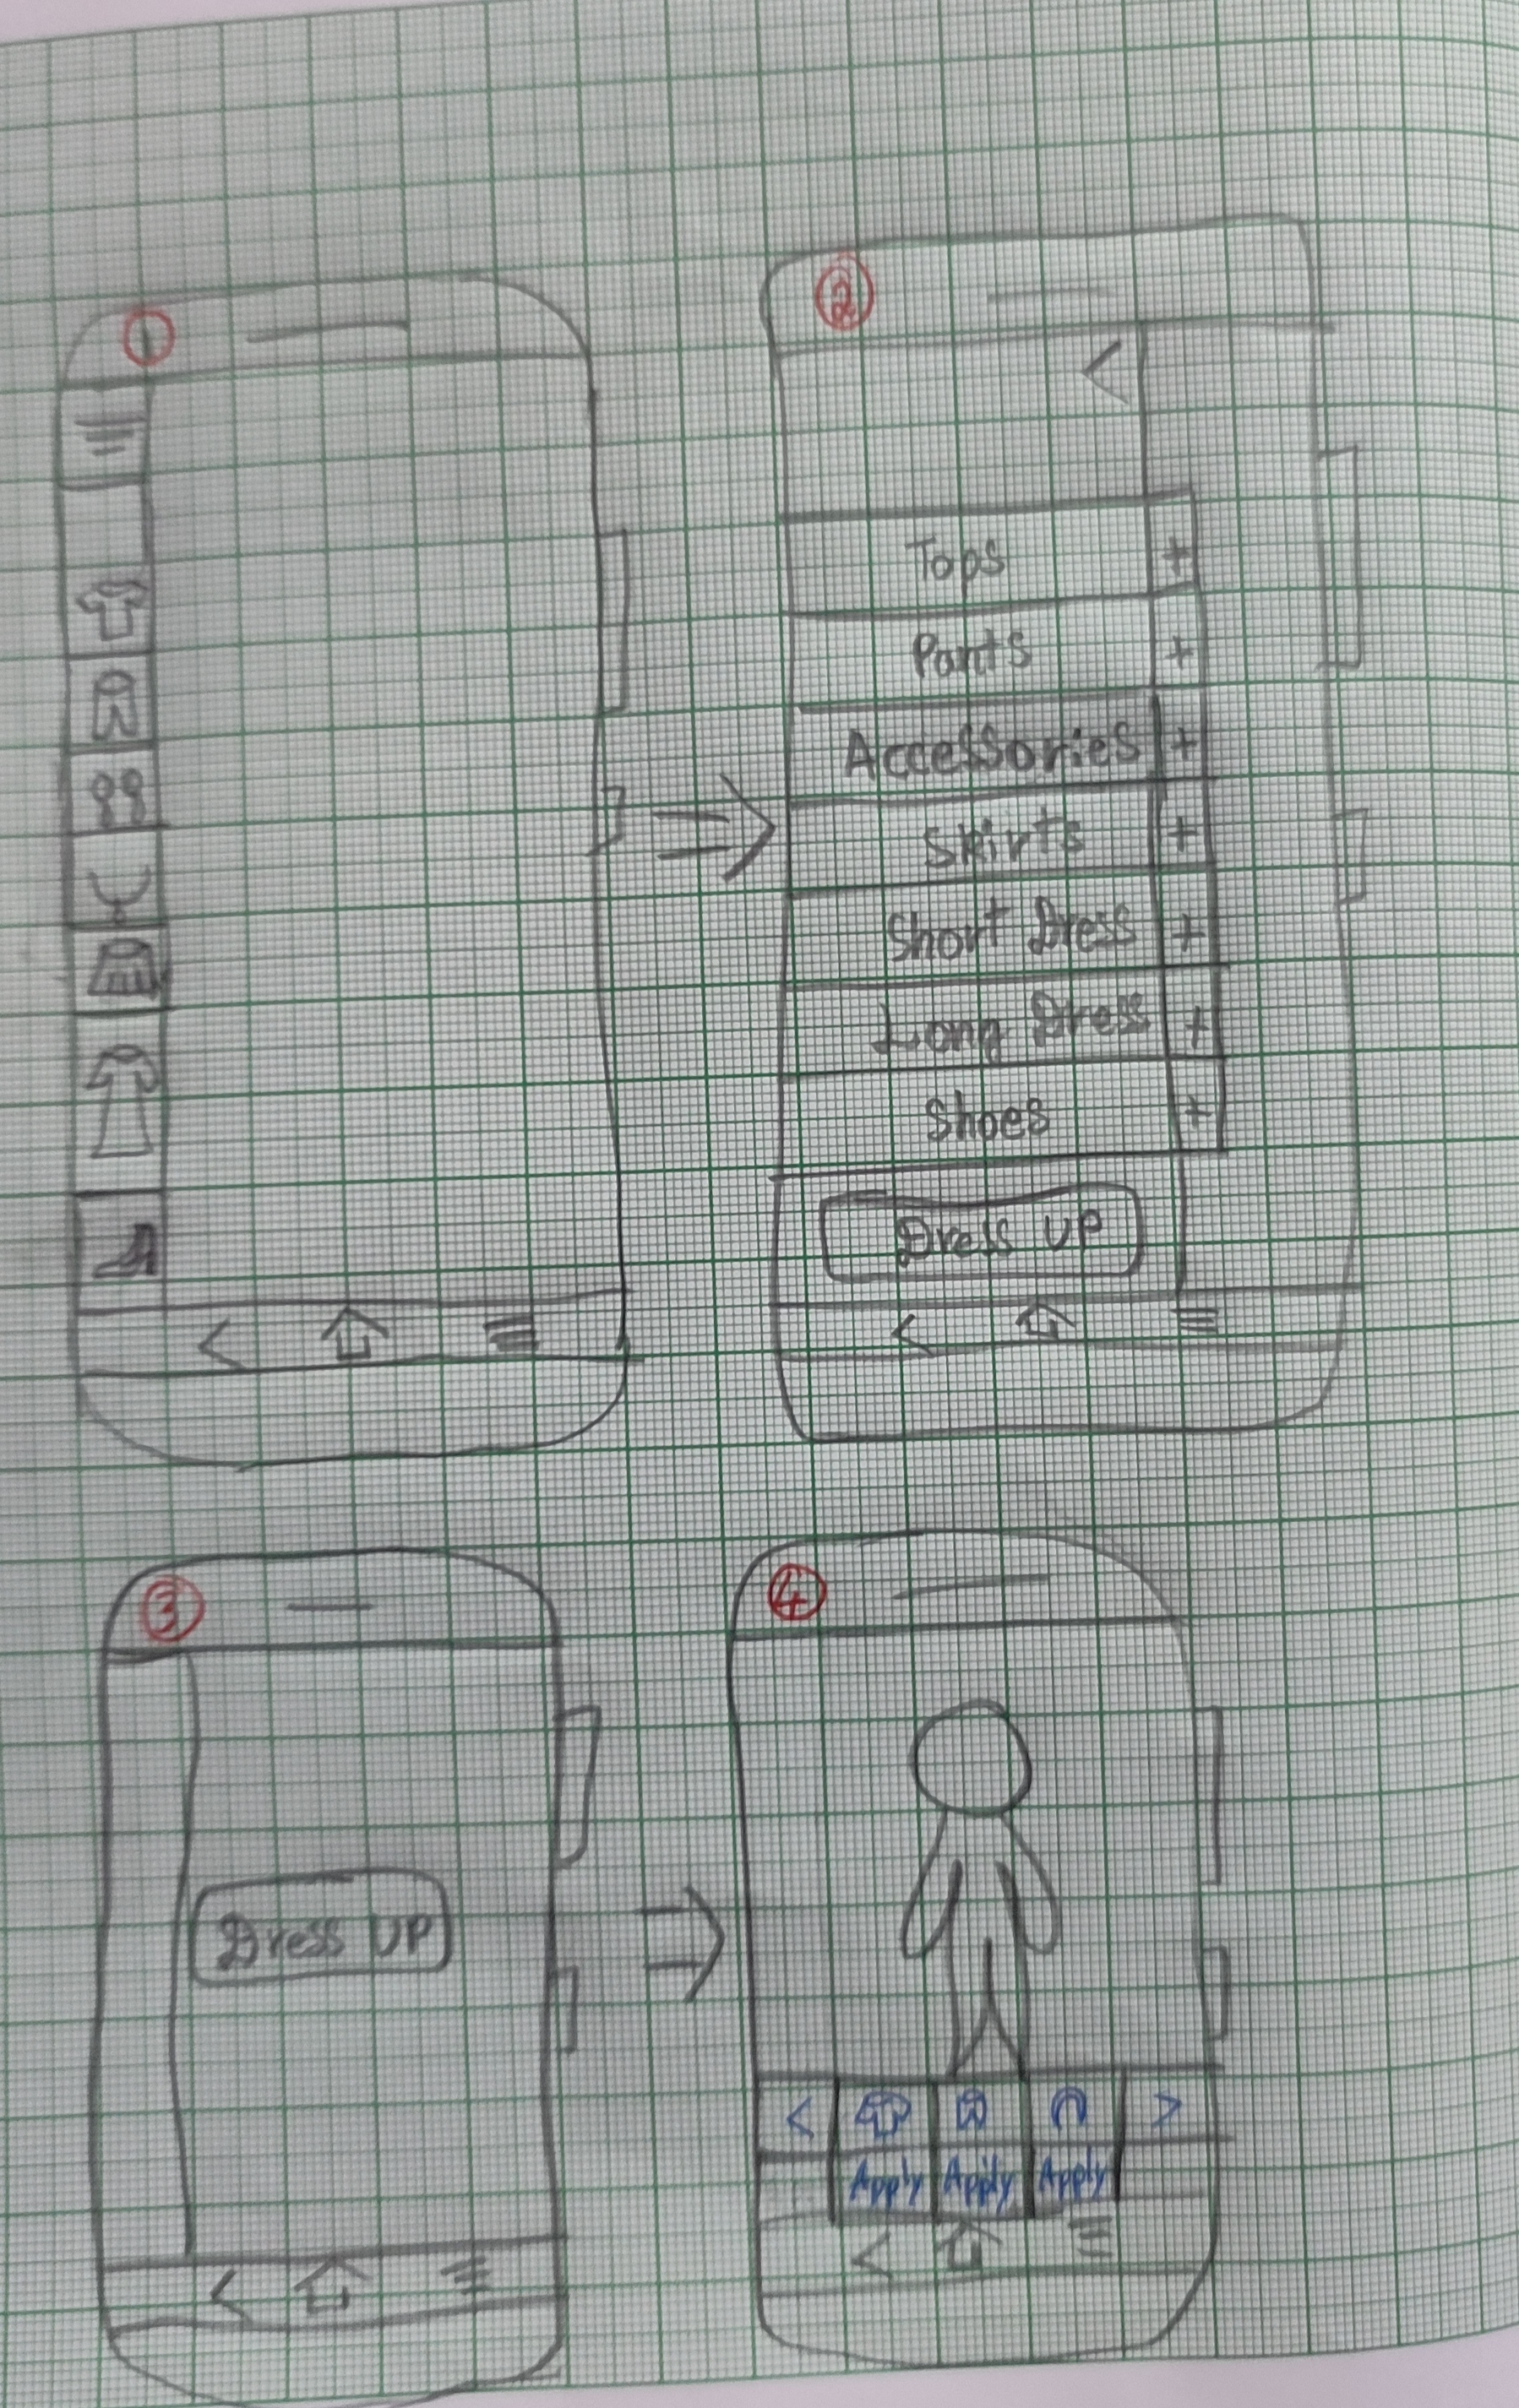 ①
②
Tops +
Pants +
Accessories +
Skirts +
Short Dress +
Long Dress +
Shoes +
Dress UP
③
④
Dress UP
Apply Apply Apply